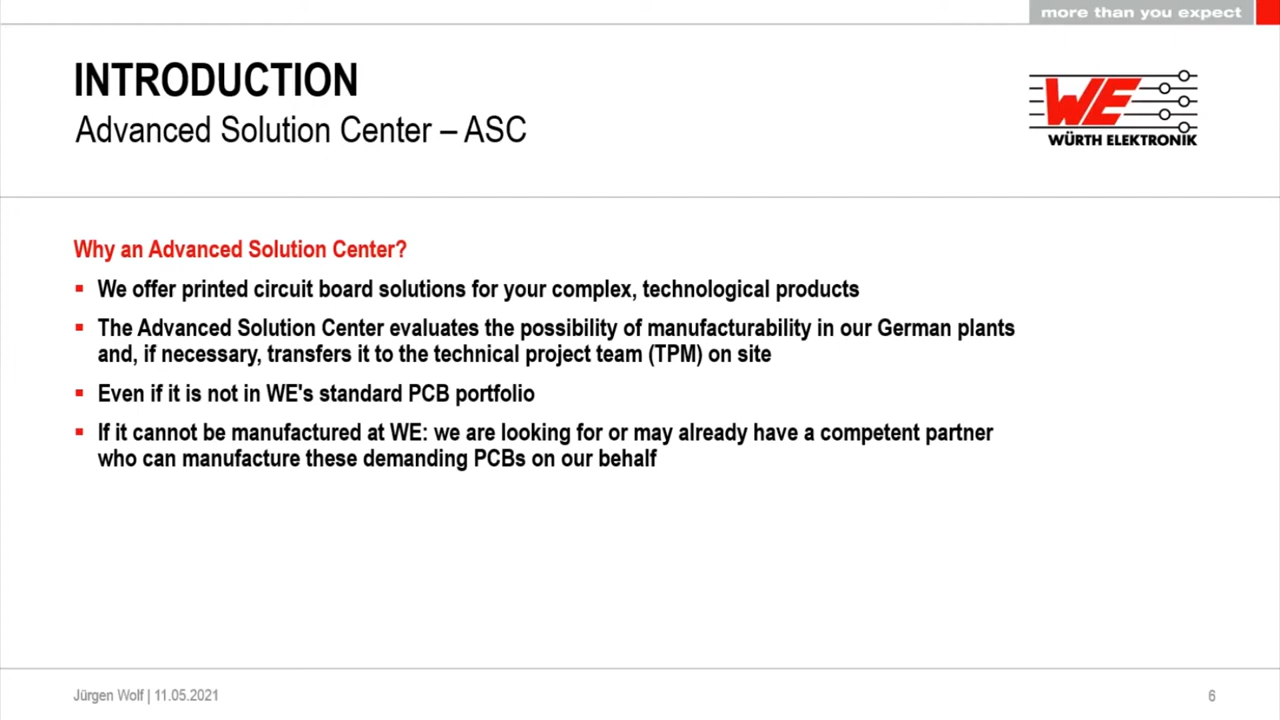 more than you expect
INTRODUCTION
Advanced Solution Center – ASC
WE
WÜRTH ELEKTRONIK
Why an Advanced Solution Center?
▪ We offer printed circuit board solutions for your complex, technological products
▪ The Advanced Solution Center evaluates the possibility of manufacturability in our German plants
and, if necessary, transfers it to the technical project team (TPM) on site
▪ Even if it is not in WE's standard PCB portfolio
▪ If it cannot be manufactured at WE: we are looking for or may already have a competent partner
who can manufacture these demanding PCBs on our behalf
Jürgen Wolf | 11.05.2021
6